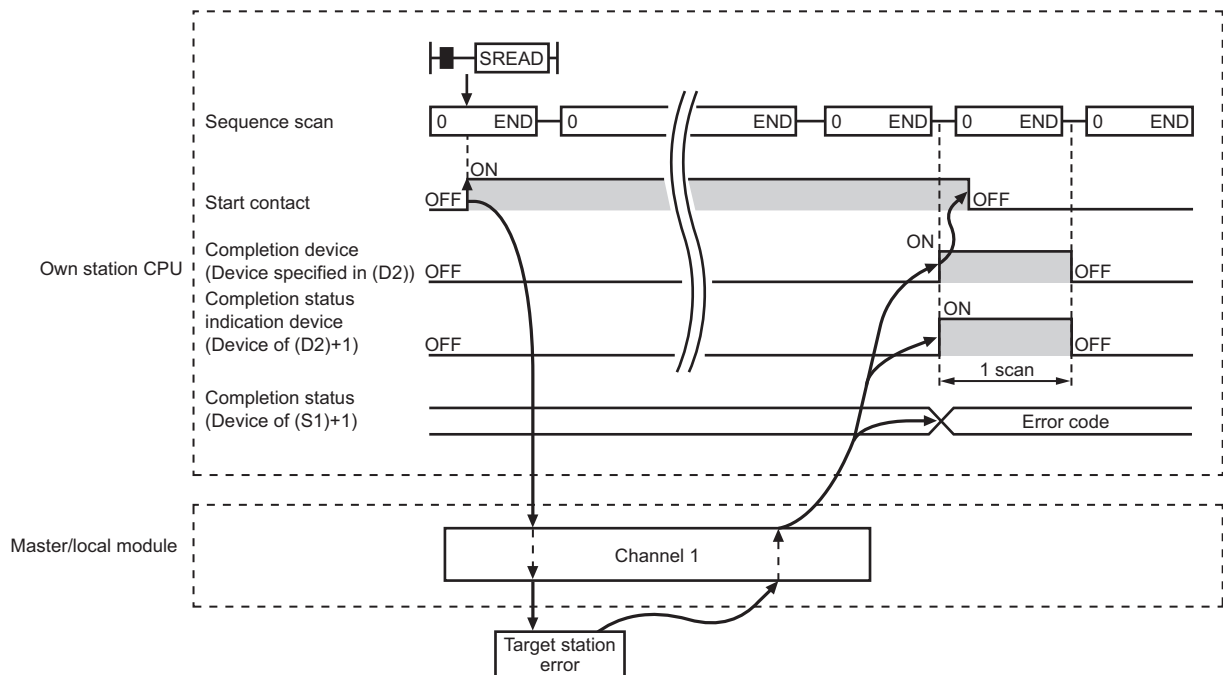 SREAD
Sequence scan
0 END 0 END 0 END 0 END 0 END
ON
Start contact
OFF
OFF
Own station CPU
Completion device
(Device specified in (D2))
OFF
ON
OFF
Completion status
indication device
(Device of (D2)+1)
OFF
ON
OFF
1 scan
Completion status
(Device of (S1)+1)
Error code
Master/local module
Channel 1
Target station
error